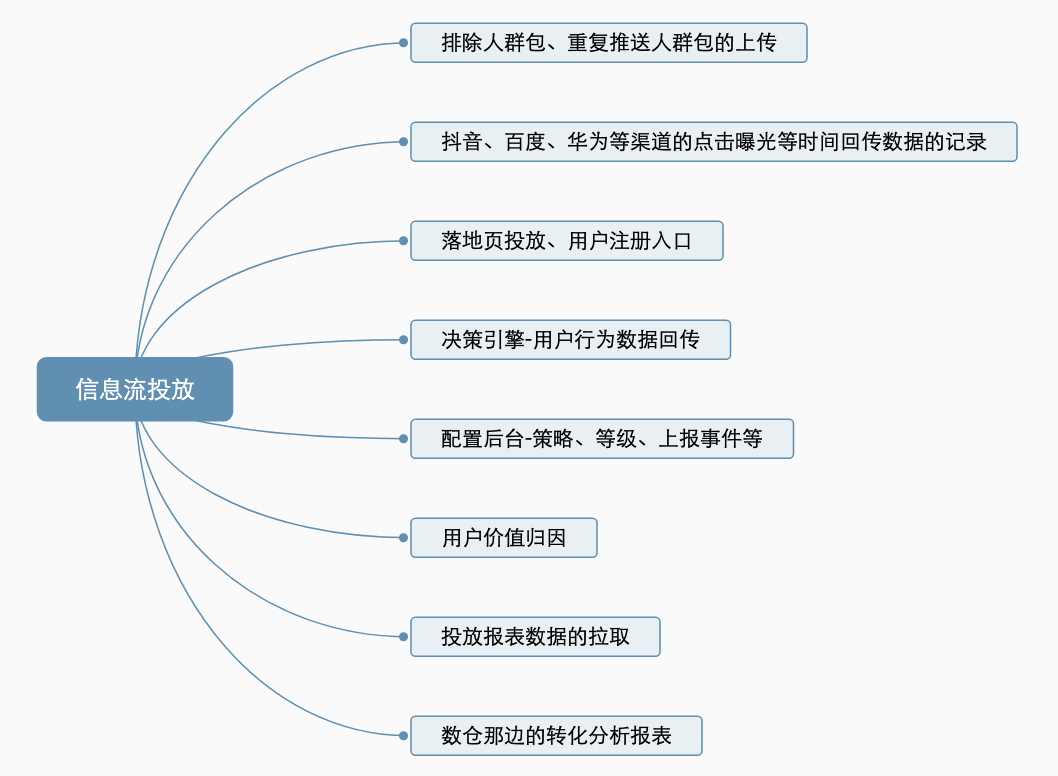 排除人群包、重复推送人群包的上传
抖音、百度、华为等渠道的点击曝光等时间回传数据的记录
落地页投放、用户注册入口
决策引擎-用户行为数据回传
信息流投放
配置后台-策略、等级、上报事件等
用户价值归因
投放报表数据的拉取
数仓那边的转化分析报表